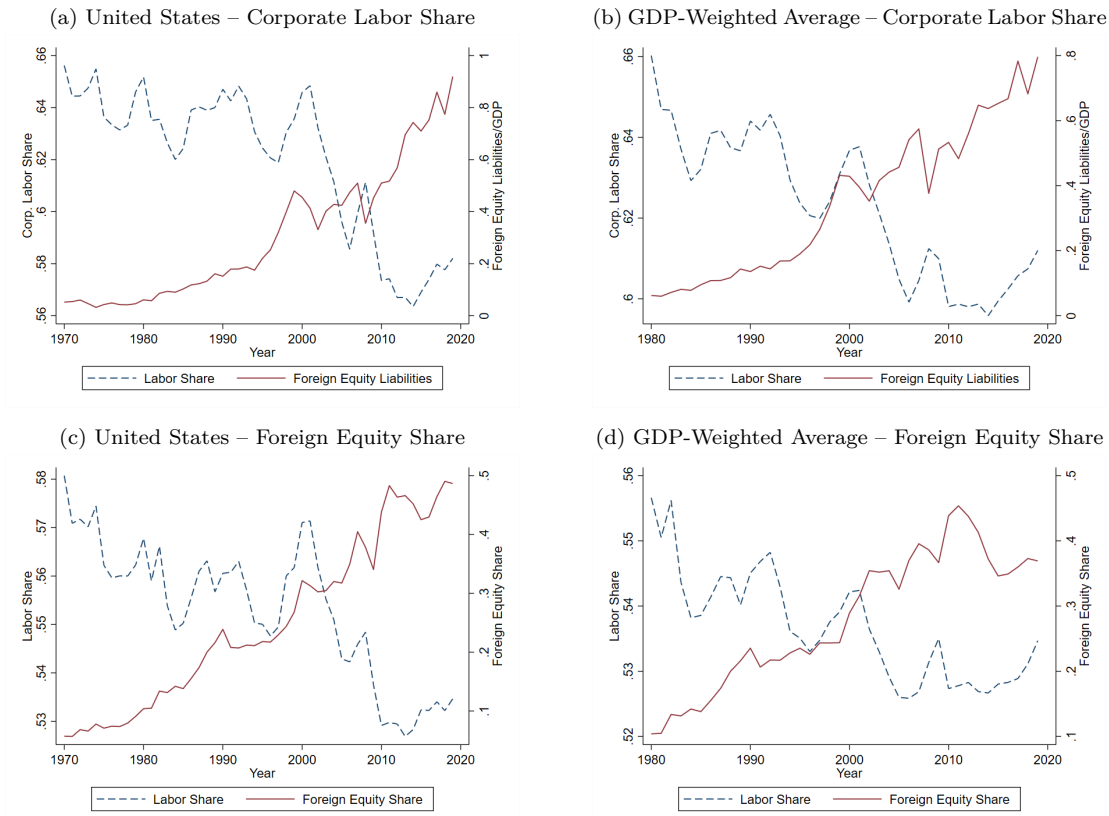 (a) United States – Corporate Labor Share
.66
.64
.62
.6
.58
.56
Corp. Labor Share
1
.8
.6
.4
.2
0
Foreign Equity Liabilities/GDP
1970 1980 1990 2000 2010 2020
Year
Labor Share Foreign Equity Liabilities
(b) GDP-Weighted Average – Corporate Labor Share
.66
.64
.62
.6
Corp. Labor Share
.8
.6
.4
.2
0
Foreign Equity Liabilities/GDP
1980 1990 2000 2010 2020
Year
Labor Share Foreign Equity Liabilities
(c) United States – Foreign Equity Share
.58
.57
.56
.55
.54
.53
Labor Share
.5
.4
.3
.2
.1
Foreign Equity Share
1970 1980 1990 2000 2010 2020
Year
Labor Share Foreign Equity Share
(d) GDP-Weighted Average – Foreign Equity Share
.56
.55
.54
.53
.52
Labor Share
.5
.4
.3
.2
.1
Foreign Equity Share
1980 1990 2000 2010 2020
Year
Labor Share Foreign Equity Share